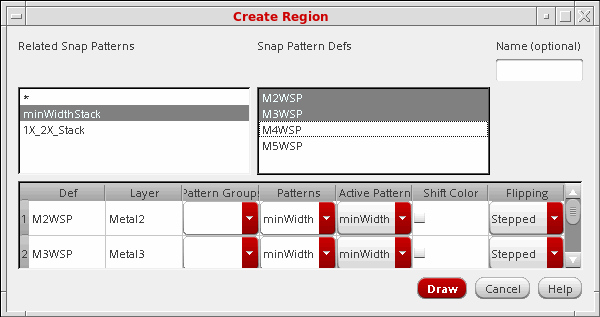 Create Region
Related Snap Patterns Snap Pattern Defs Name (optional)
* M2WSP
minWidthStack M3WSP
1X_2X_Stack M4WSP
M5WSP
Def Layer Pattern Groups Patterns Active Pattern Shift Color Flipping
1 M2WSP Metal2 minWidth minWidth Stepped
2 M3WSP Metal3 minWidth minWidth Stepped
Draw Cancel Help